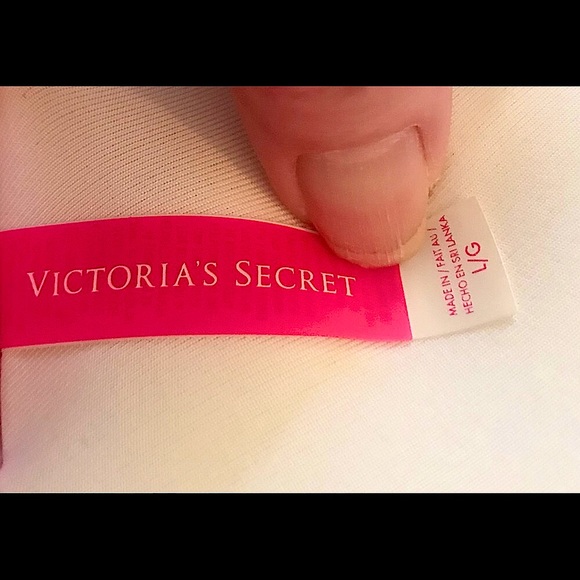 VICTORIA'S SECRET
MADE IN / FAIT AU /
HECHO EN SRI LANKA
L/G